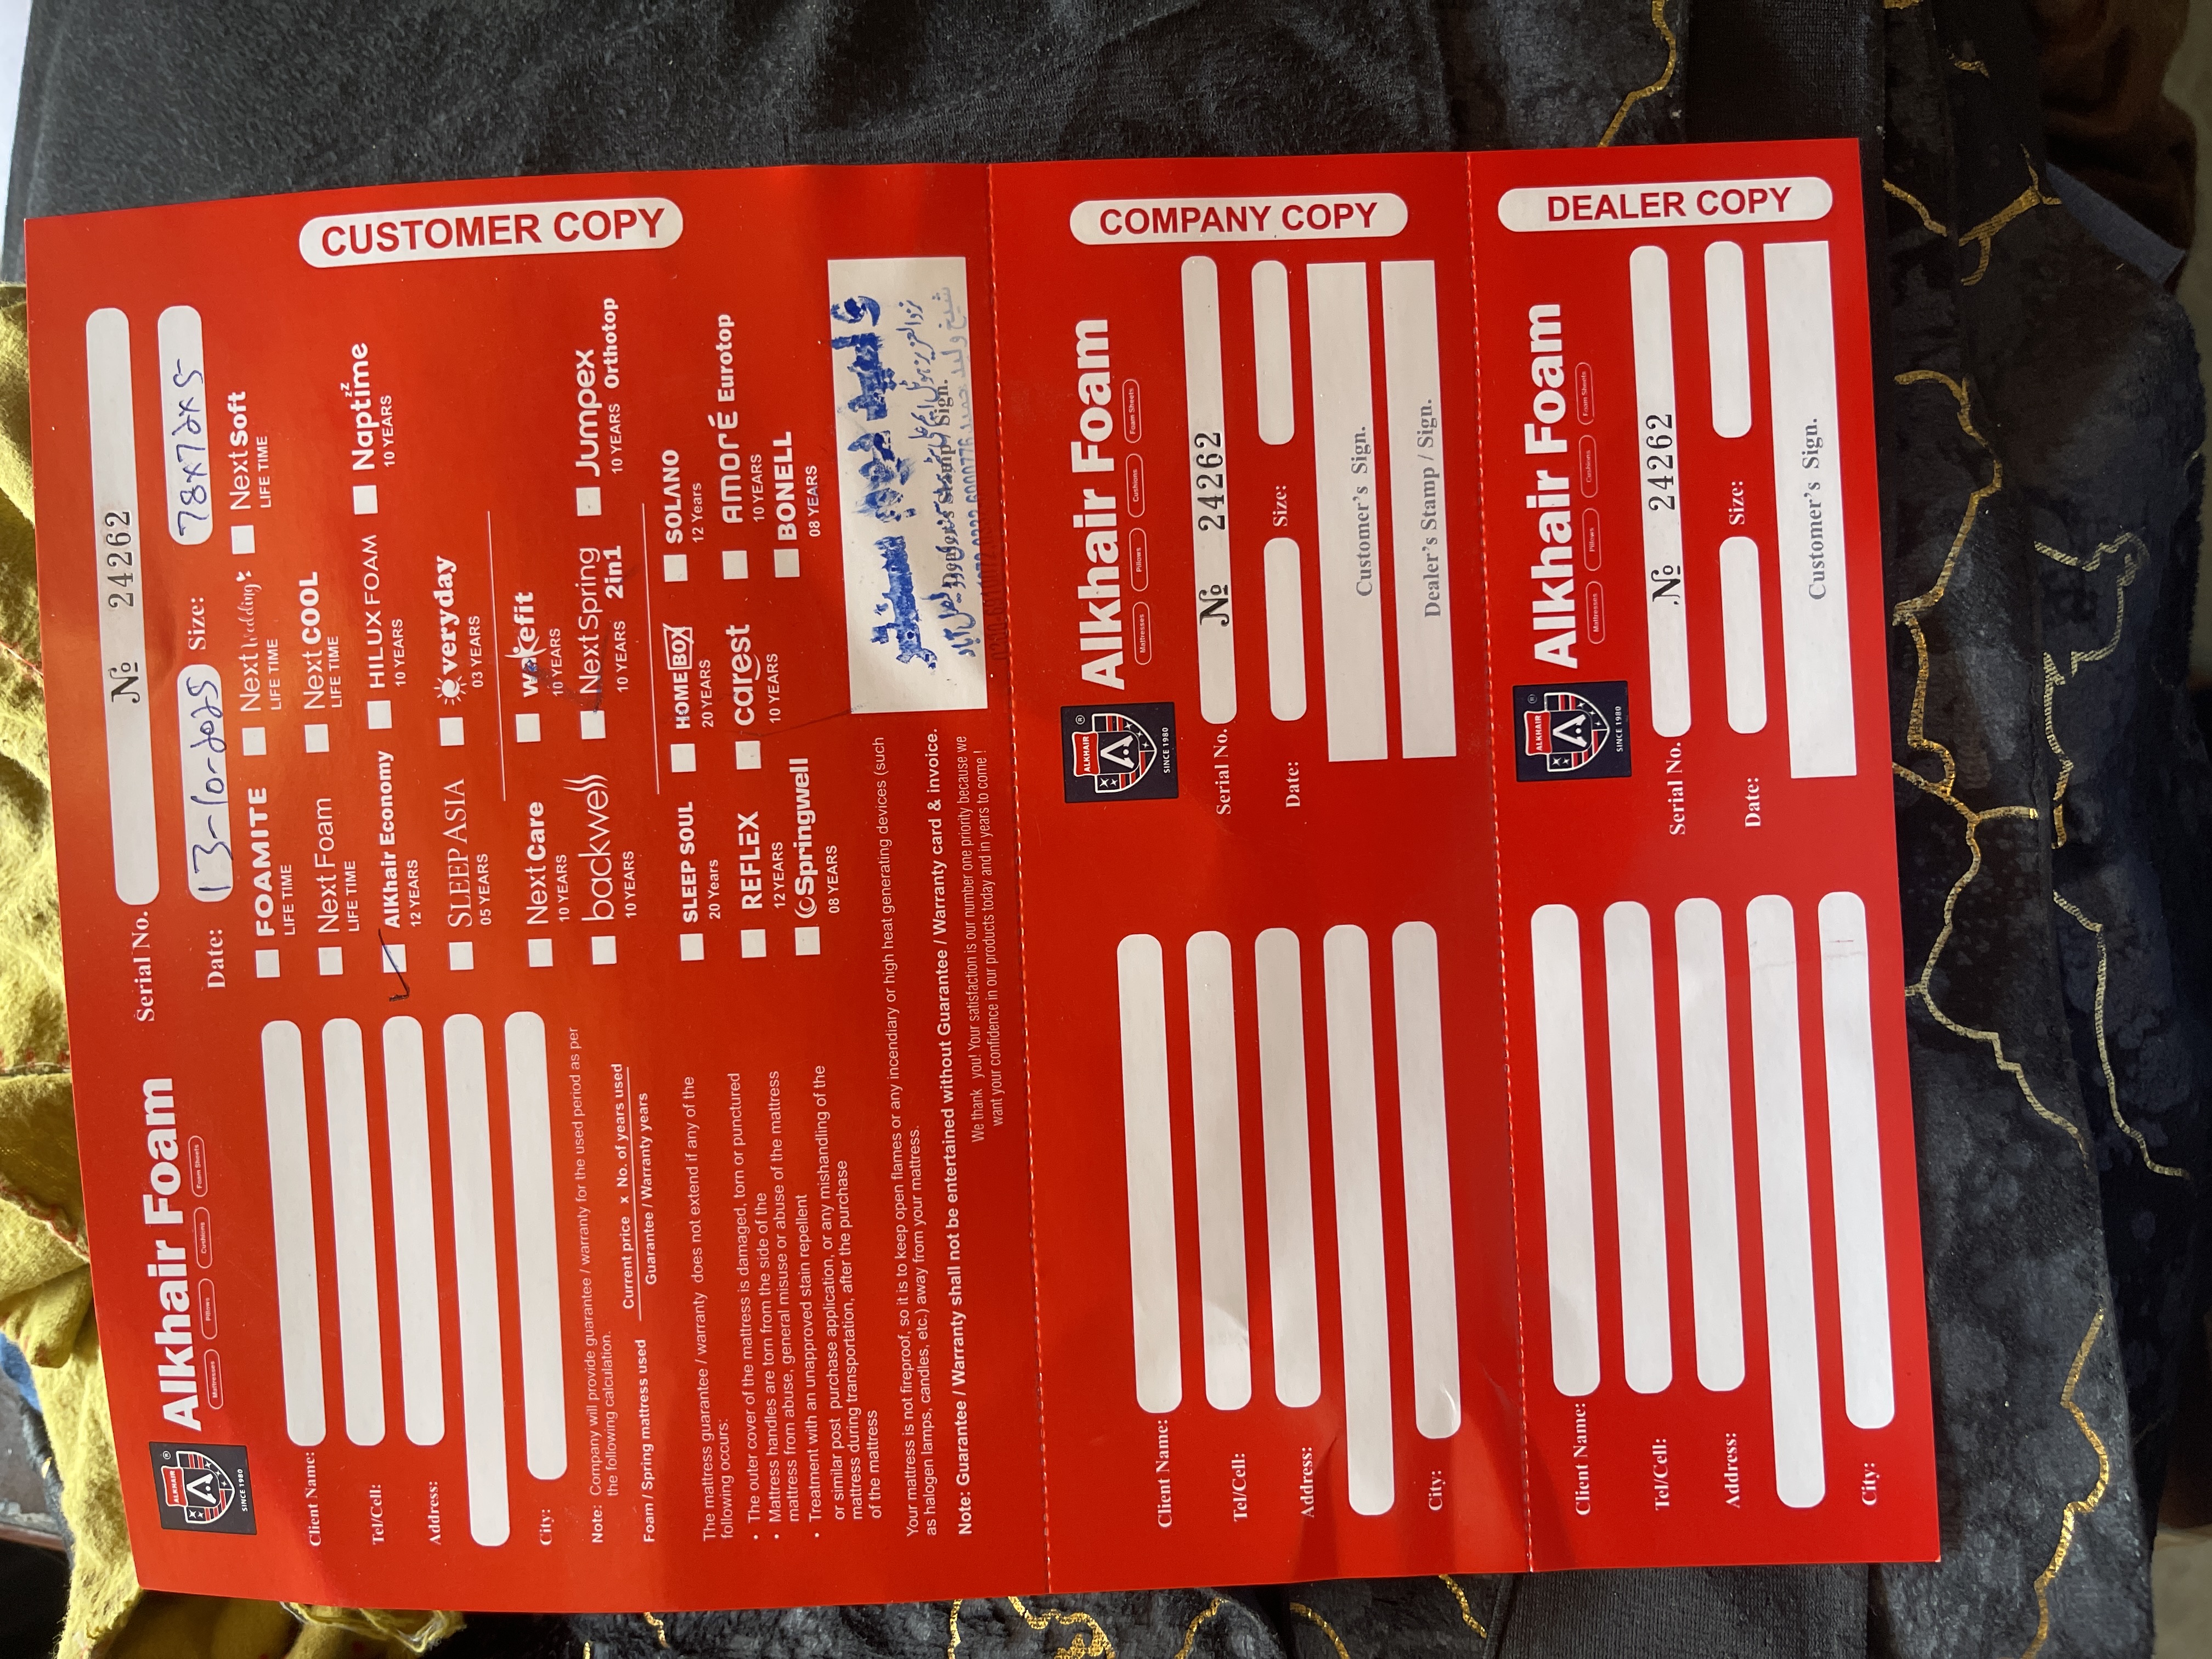 ALKHAIR
SINCE 1980
Alkhair Foam
Mattresses Pillows Cushions Foam Sheets
CUSTOMER COPY
Serial No. № 24262
Date: 13-10-2025 Size: 78x72x5
Client Name:
Tel/Cell:
Address:
City:
FOAMITE
LIFE TIME
Next Wedding
LIFE TIME
Next Soft
LIFE TIME
Next Foam
LIFE TIME
Next COOL
LIFE TIME
AlKhair Economy
12 YEARS
HILUX FOAM
10 YEARS
Naptime zz
10 YEARS
SLEEP ASIA
05 YEARS
everyday
03 YEARS
Next Care
10 YEARS
wakefit
10 YEARS
backwell
10 YEARS
Next Spring
10 YEARS 2in1
Jumpex
10 YEARS Orthotop
SLEEP SOUL
20 Years
HOME BOX
20 YEARS
SOLANO
12 Years
REFLEX
12 YEARS
carest
10 YEARS
Amoré Eurotop
10 YEARS
Springwell
08 YEARS
BONELL
08 YEARS
Note: Company will provide guarantee / warranty for the used period as per
the following calculation.
Foam / Spring mattress used Current price x No. of years used
Guarantee / Warranty years
The mattress guarantee / warranty does not extend if any of the
following occurs:
• The outer cover of the mattress is damaged, torn or punctured
• Mattress handles are torn from the side of the
mattress from abuse, general misuse or abuse of the mattress
• Treatment with an unapproved stain repellent
or similar post purchase application, or any mishandling of the
mattress during transportation, after the purchase
of the mattress
Your mattress is not fireproof, so it is to keep open flames or any incendiary or high heat generating devices (such
as halogen lamps, candles, etc.) away from your mattress.
Note: Guarantee / Warranty shall not be entertained without Guarantee / Warranty card & invoice.
We thank you! Your satisfaction is our number one priority because we
want your confidence in our products today and in years to come !
Dealer's Stamp / Sign.
شیخ ولید حمید
ALKHAIR
SINCE 1980
Alkhair Foam
Mattresses Pillows Cushions Foam Sheets
COMPANY COPY
Client Name:
Tel/Cell:
Address:
City:
Serial No. № 24262
Date: Size:
Customer's Sign.
Dealer's Stamp / Sign.
ALKHAIR
SINCE 1980
Alkhair Foam
Mattresses Pillows Cushions Foam Sheets
DEALER COPY
Client Name:
Tel/Cell:
Address:
City:
Serial No. № 24262
Date: Size:
Customer's Sign.